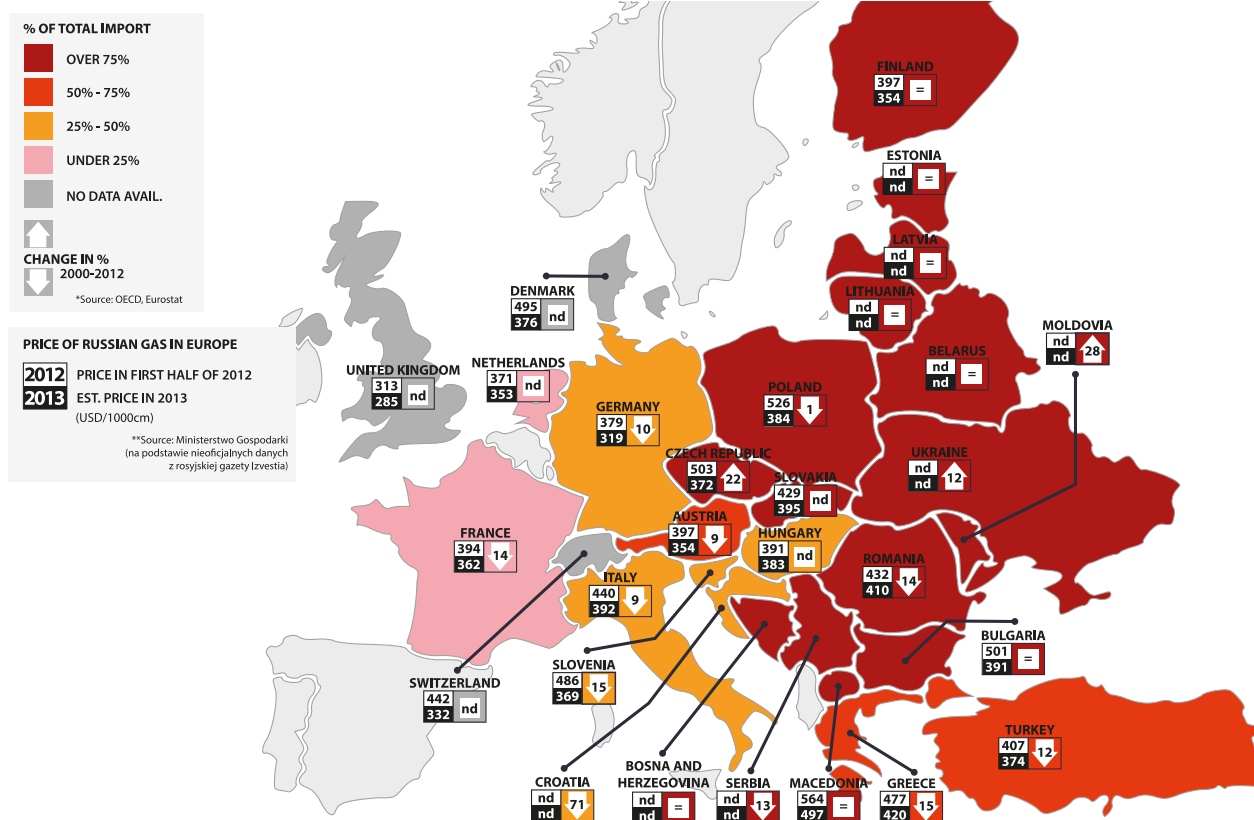 % OF TOTAL IMPORT
OVER 75%
50% - 75%
25% - 50%
UNDER 25%
NO DATA AVAIL.
CHANGE IN %
2000-2012
*Source: OECD, Eurostat
PRICE OF RUSSIAN GAS IN EUROPE
2012 PRICE IN FIRST HALF OF 2012
2013 EST. PRICE IN 2013
(USD/1000cm)
**Source: Ministerstwo Gospodarki
(na podstawie nieoficjalnych danych
z rosyjskiej gazety Izvestia)
FINLAND
397
354
=
ESTONIA
nd
nd
=
LATVIA
nd
nd
=
LITHUANIA
nd
nd
=
BELARUS
nd
nd
=
MOLDOVIA
nd
nd
28
DENMARK
495
376
nd
UNITED KINGDOM
313
285
nd
NETHERLANDS
371
353
nd
GERMANY
379
319
10
POLAND
526
384
1
CZECH REPUBLIC
503
372
22
SLOVAKIA
429
395
nd
UKRAINE
nd
nd
12
FRANCE
394
362
14
AUSTRIA
397
354
9
HUNGARY
391
383
nd
ROMANIA
432
410
14
ITALY
440
392
9
BULGARIA
501
391
=
SLOVENIA
486
369
15
SWITZERLAND
442
332
nd
TURKEY
407
374
12
CROATIA
nd
nd
71
BOSNA AND
HERZEGOVINA
nd
nd
=
SERBIA
nd
nd
13
MACEDONIA
564
497
=
GREECE
477
420
15